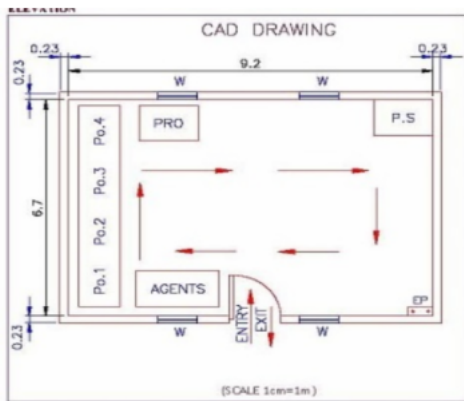 ELEVATION
CAD DRAWING
0.23
0.23
9.2
0.23
W
W
PRO
P.S
Po.4
Po.3
Po.2
Po.1
6.7
AGENTS
EP
ENTRY
EXIT
0.23
W
W
(SCALE 1cm=1m)